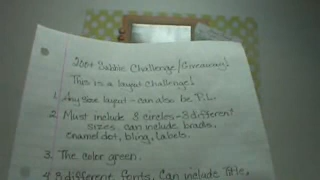 200+ Subbie Challenge/Giveaway!
This is a layout challenge!
1. Any size layout - can also be P.L.
2. Must include 8 circles - 8 different
sizes can include brads,
enamel dot, bling, labels.
3. The color green.
4. 8 different fonts. Can include Title,